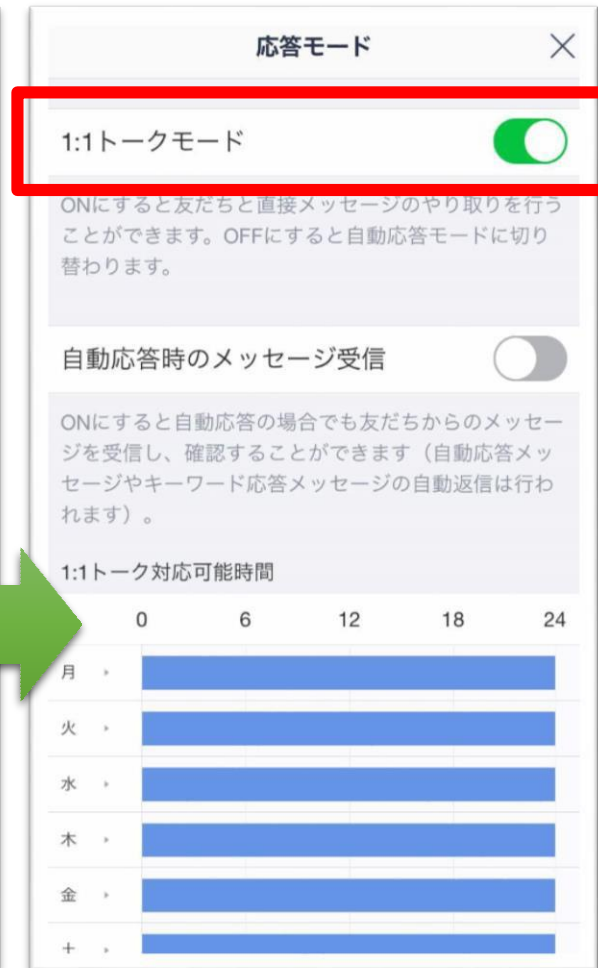 応答モード
1:1トークモード
ONにすると友だちと直接メッセージのやり取りを行う
ことができます。OFFにすると自動応答モードに切り
替わります。
自動応答時のメッセージ受信
ONにすると自動応答の場合でも友だちからのメッセー
ジを受信し、確認することができます（自動応答メッ
セージやキーワード応答メッセージの自動返信は行わ
れます）。
1:1トーク対応可能時間
0 6 12 18 24
月
火
水
木
金